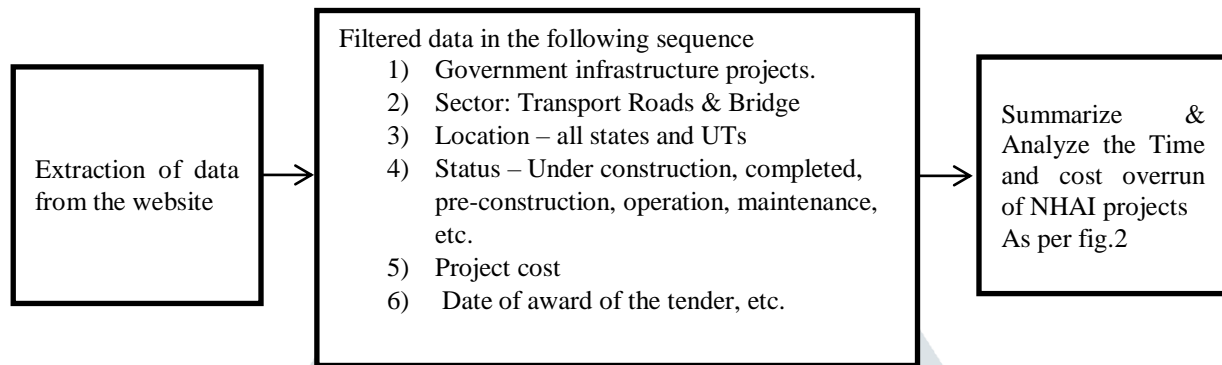 Extraction of data
from the website
Filtered data in the following sequence
1) Government infrastructure projects.
2) Sector: Transport Roads & Bridge
3) Location – all states and UTs
4) Status – Under construction, completed,
pre-construction, operation, maintenance,
etc.
5) Project cost
6) Date of award of the tender, etc.
Summarize &
Analyze the Time
and cost overrun
of NHAI projects
As per fig.2